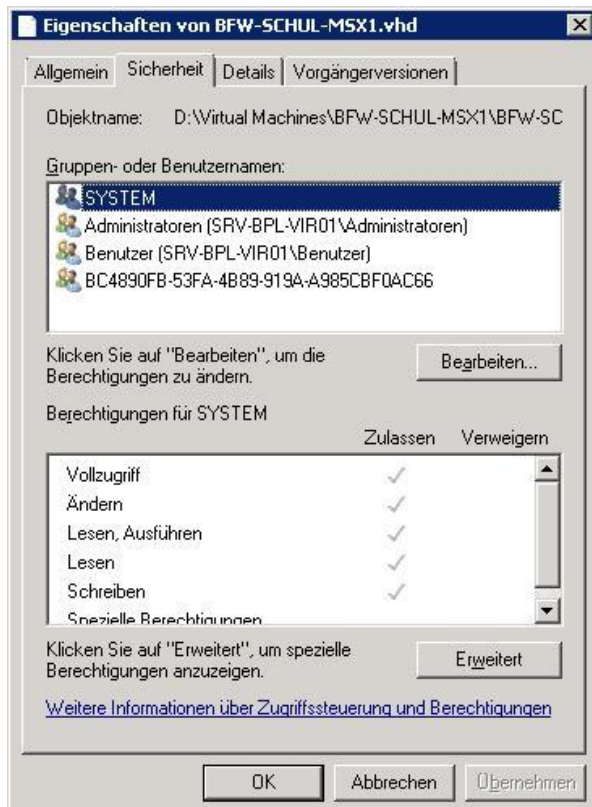 Eigenschaften von BFW-SCHUL-MSX1.vhd
Allgemein Sicherheit Details Vorgängerversionen
Objektname: D:\Virtual Machines\BFW-SCHUL-MSX1\BFW-SC
Gruppen- oder Benutzernamen:
SYSTEM
Administratoren (SRV-BPL-VIR01\Administratoren)
Benutzer (SRV-BPL-VIR01\Benutzer)
BC4890FB-53FA-4B89-919A-A985CBF0AC66
Klicken Sie auf "Bearbeiten", um die
Berechtigungen zu ändern.
Bearbeiten...
Berechtigungen für SYSTEM
Zulassen Verweigern
Vollzugriff
Ändern
Lesen, Ausführen
Lesen
Schreiben
Spezielle Berechtigungen
Klicken Sie auf "Erweitert", um spezielle
Berechtigungen anzuzeigen.
Erweitert
Weitere Informationen über Zugriffssteuerung und Berechtigungen
OK Abbrechen Übernehmen